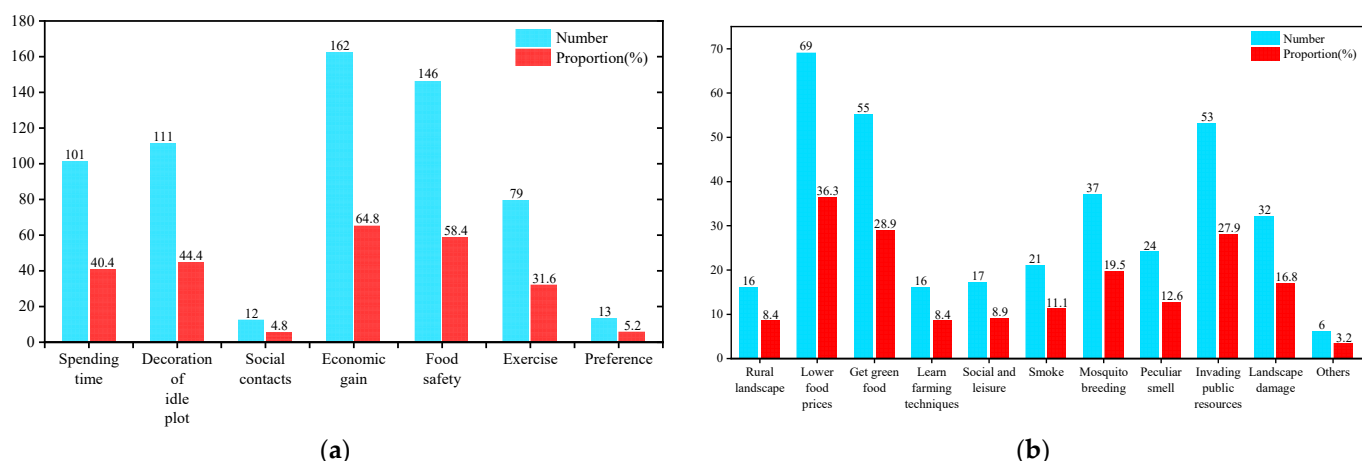 180
160
140
120
100
80
60
40
20
0
Number
Proportion(%)
101
40.4
111
44.4
12
4.8
162
64.8
146
58.4
79
31.6
13
5.2
Spending
time
Decoration
of
idle
plot
Social
contacts
Economic
gain
Food
safety
Exercise
Preference
(a)
70
60
50
40
30
20
10
0
Number
Proportion(%)
16
8.4
69
36.3
55
28.9
16
8.4
17
8.9
21
11.1
37
19.5
24
12.6
53
27.9
32
16.8
6
3.2
Rural
landscape
Lower
food
prices
Get green
food
Learn
farming
techniques
Social and
leisure
Smoke
Mosquito
breeding
Peculiar
smell
Invading
public
resources
Landscape
damage
Others
(b)